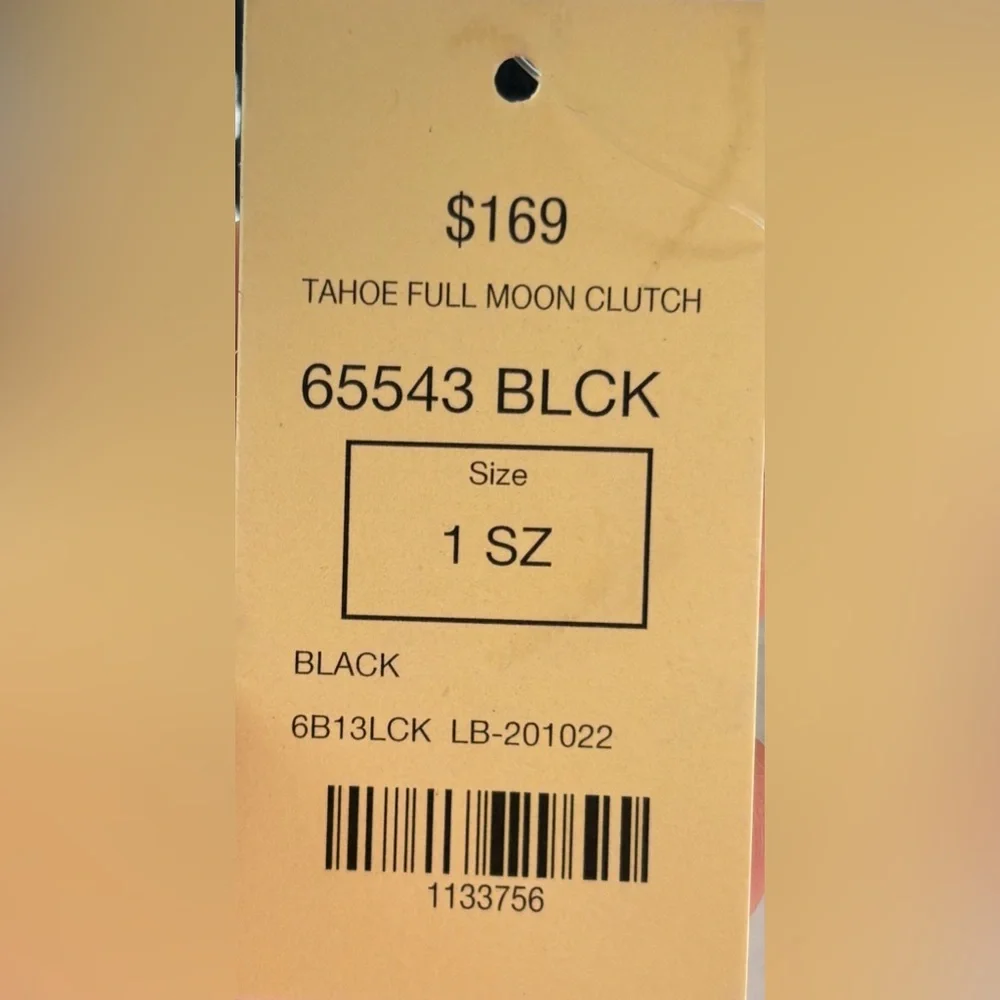 $169
TAHOE FULL MOON CLUTCH
65543 BLCK
Size
1 SZ
BLACK
6B13LCK LB-201022
1133756